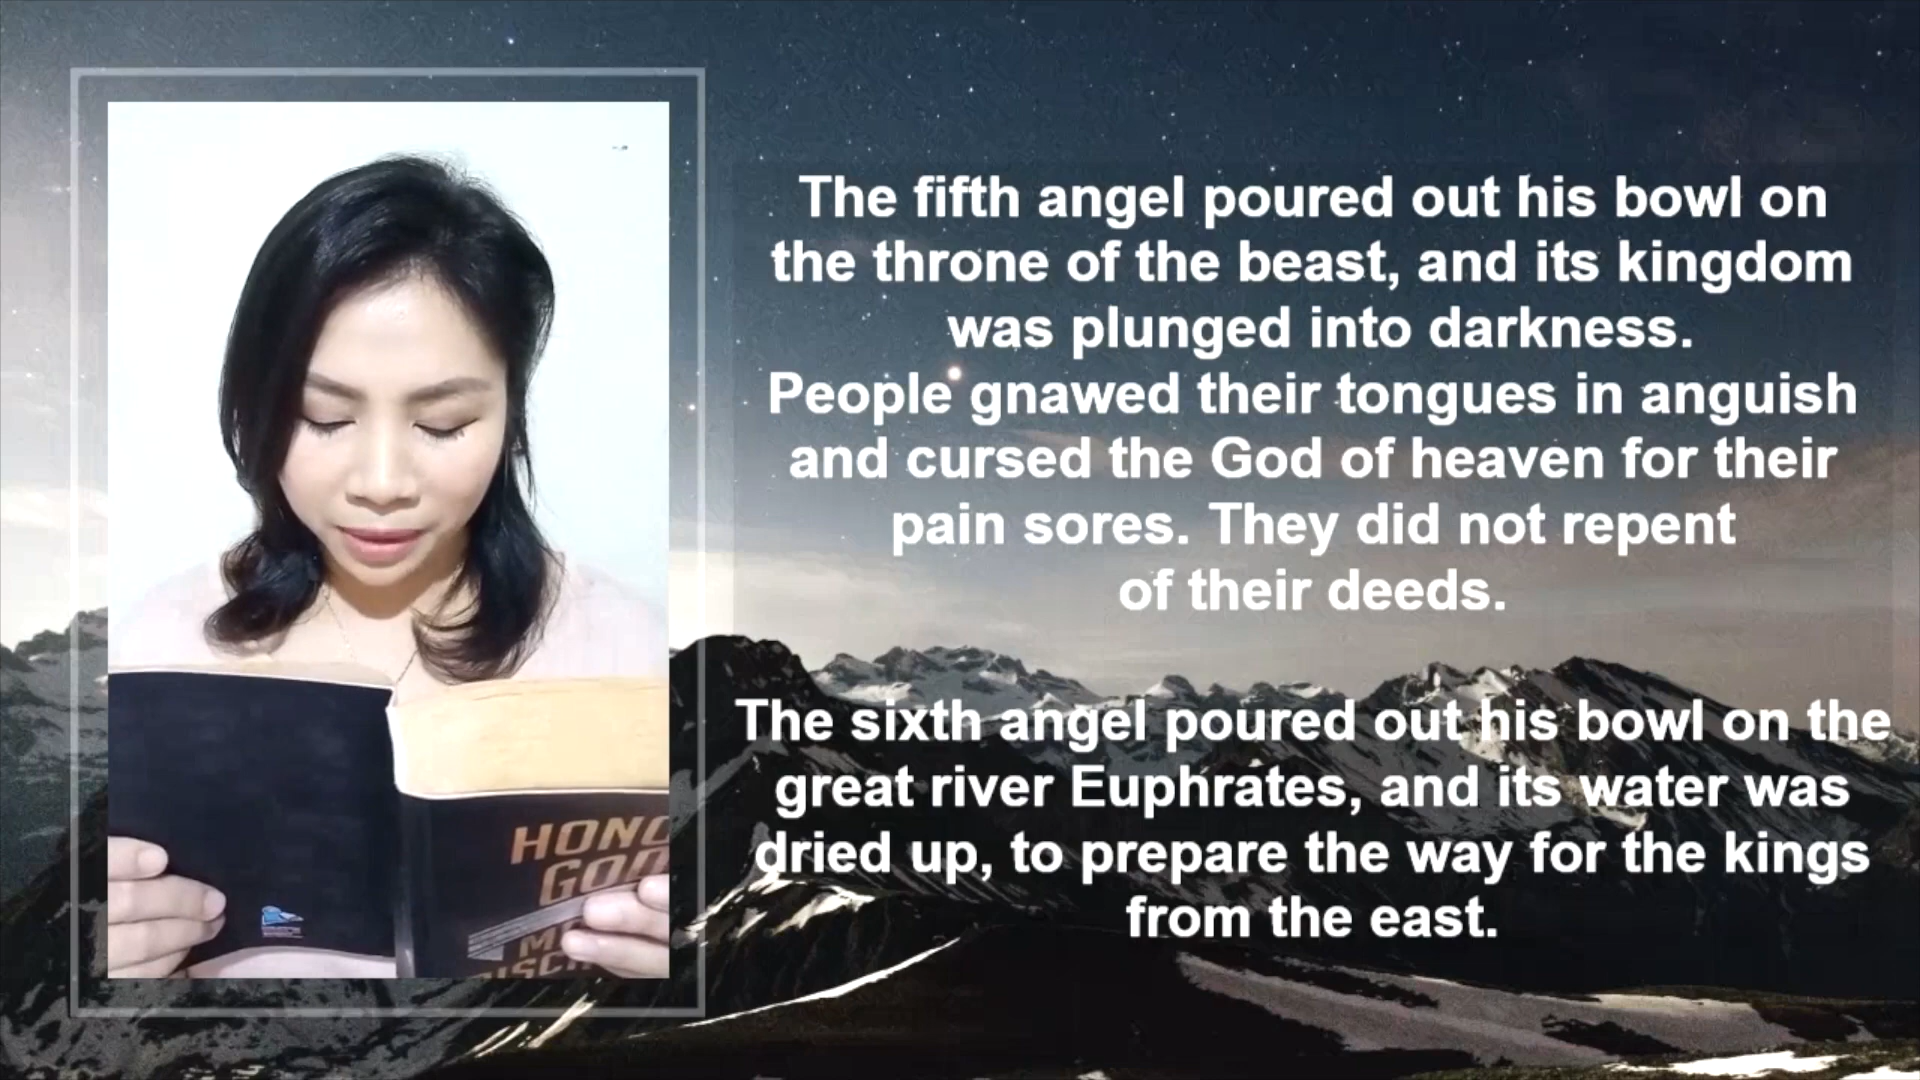 The fifth angel poured out his bowl on
the throne of the beast, and its kingdom
was plunged into darkness.
People gnawed their tongues in anguish
and cursed the God of heaven for their
pain sores. They did not repent
of their deeds.
The sixth angel poured out his bowl on the
great river Euphrates, and its water was
dried up, to prepare the way for the kings
from the east.
HONO
GOD